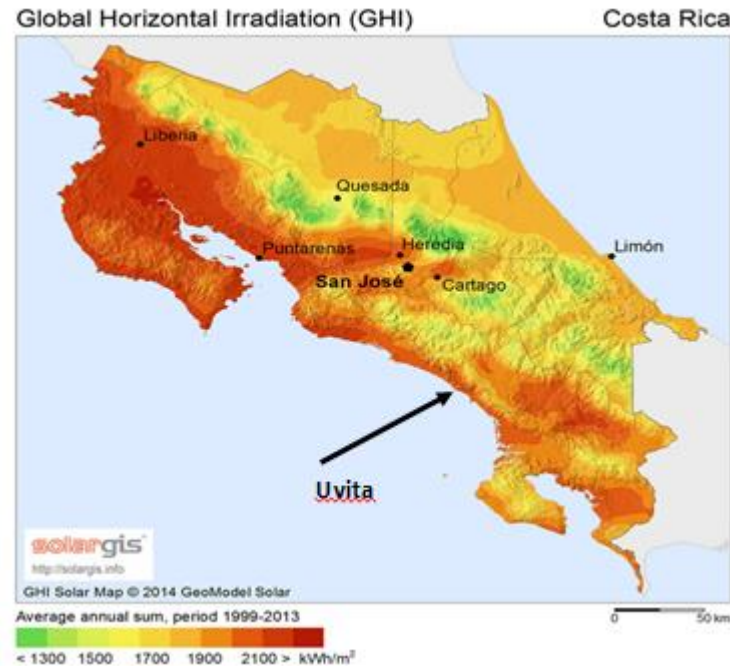 Global Horizontal Irradiation (GHI) Costa Rica
Liberia
Quesada
Puntarenas
Heredia
Limón
San José
Cartago
Uvita
solargis
http://solargis.info
GHI Solar Map © 2014 GeoModel Solar
Average annual sum, period 1999-2013
0 50 km
< 1300 1500 1700 1900 2100 > kWh/m²